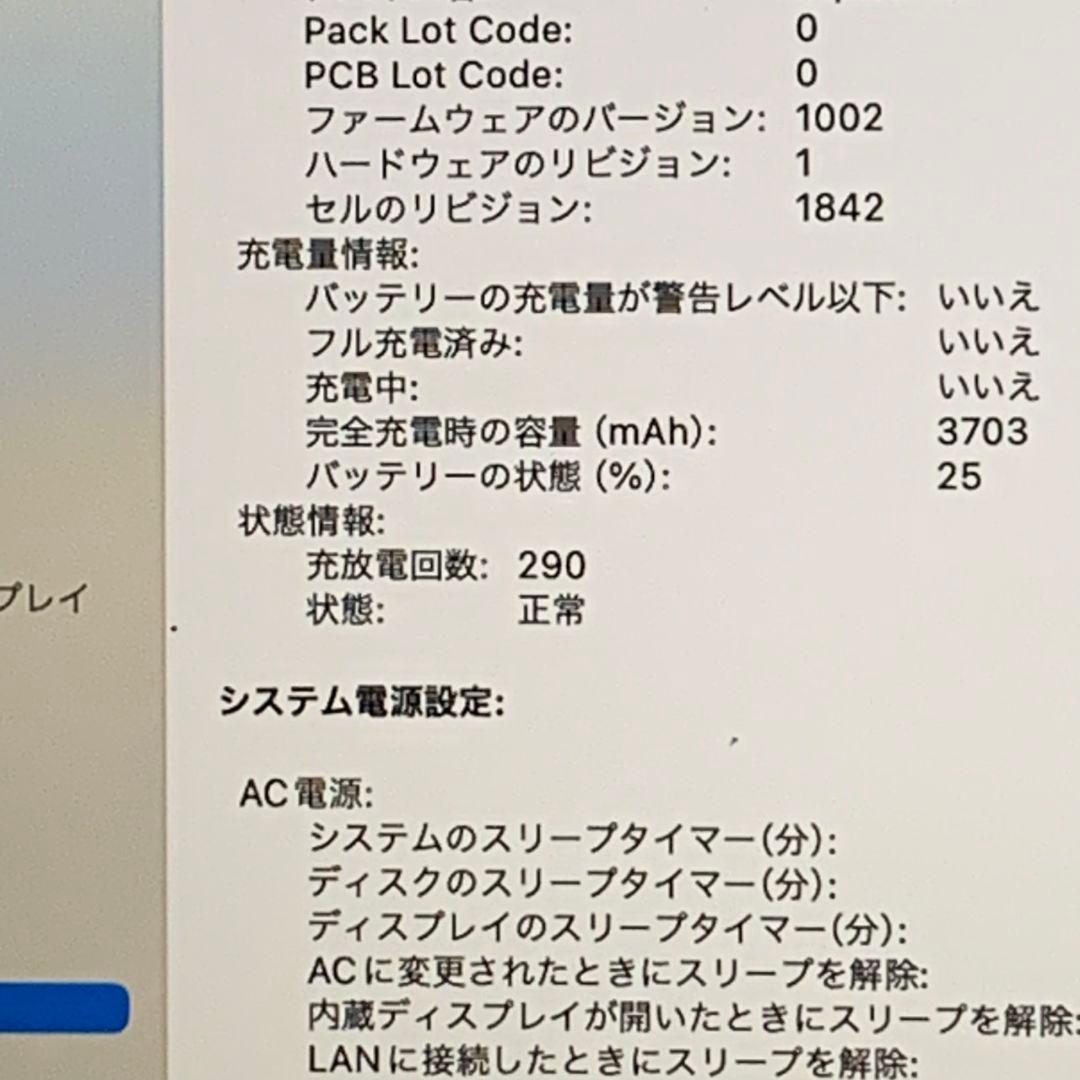 Pack Lot Code: 0
PCB Lot Code: 0
ファームウェアのバージョン: 1002
ハードウェアのリビジョン: 1
セルのリビジョン: 1842
充電量情報:
バッテリーの充電量が警告レベル以下: いいえ
フル充電済み: いいえ
充電中: いいえ
完全充電時の容量 (mAh): 3703
バッテリーの状態 (%): 25
状態情報:
充放電回数: 290
プレイ
状態: 正常
システム電源設定:
AC電源:
システムのスリープタイマー(分):
ディスクのスリープタイマー(分):
ディスプレイのスリープタイマー(分):
ACに変更されたときにスリープを解除:
内蔵ディスプレイが開いたときにスリープを解除:
LANに接続したときにスリープを解除: